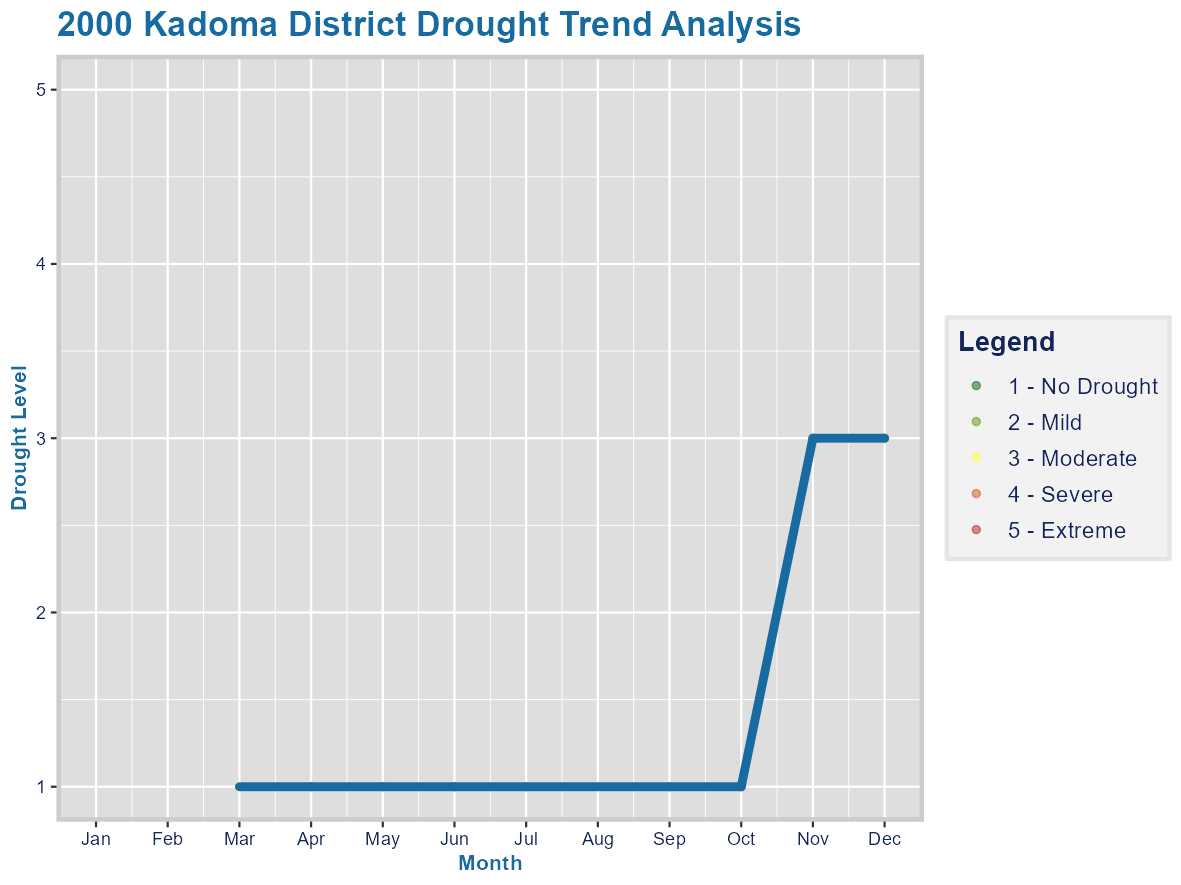 2000 Kadoma District Drought Trend Analysis
Drought Level
5
4
3
2
1
Jan Feb Mar Apr May Jun Jul Aug Sep Oct Nov Dec
Month
Legend
1 - No Drought
2 - Mild
3 - Moderate
4 - Severe
5 - Extreme